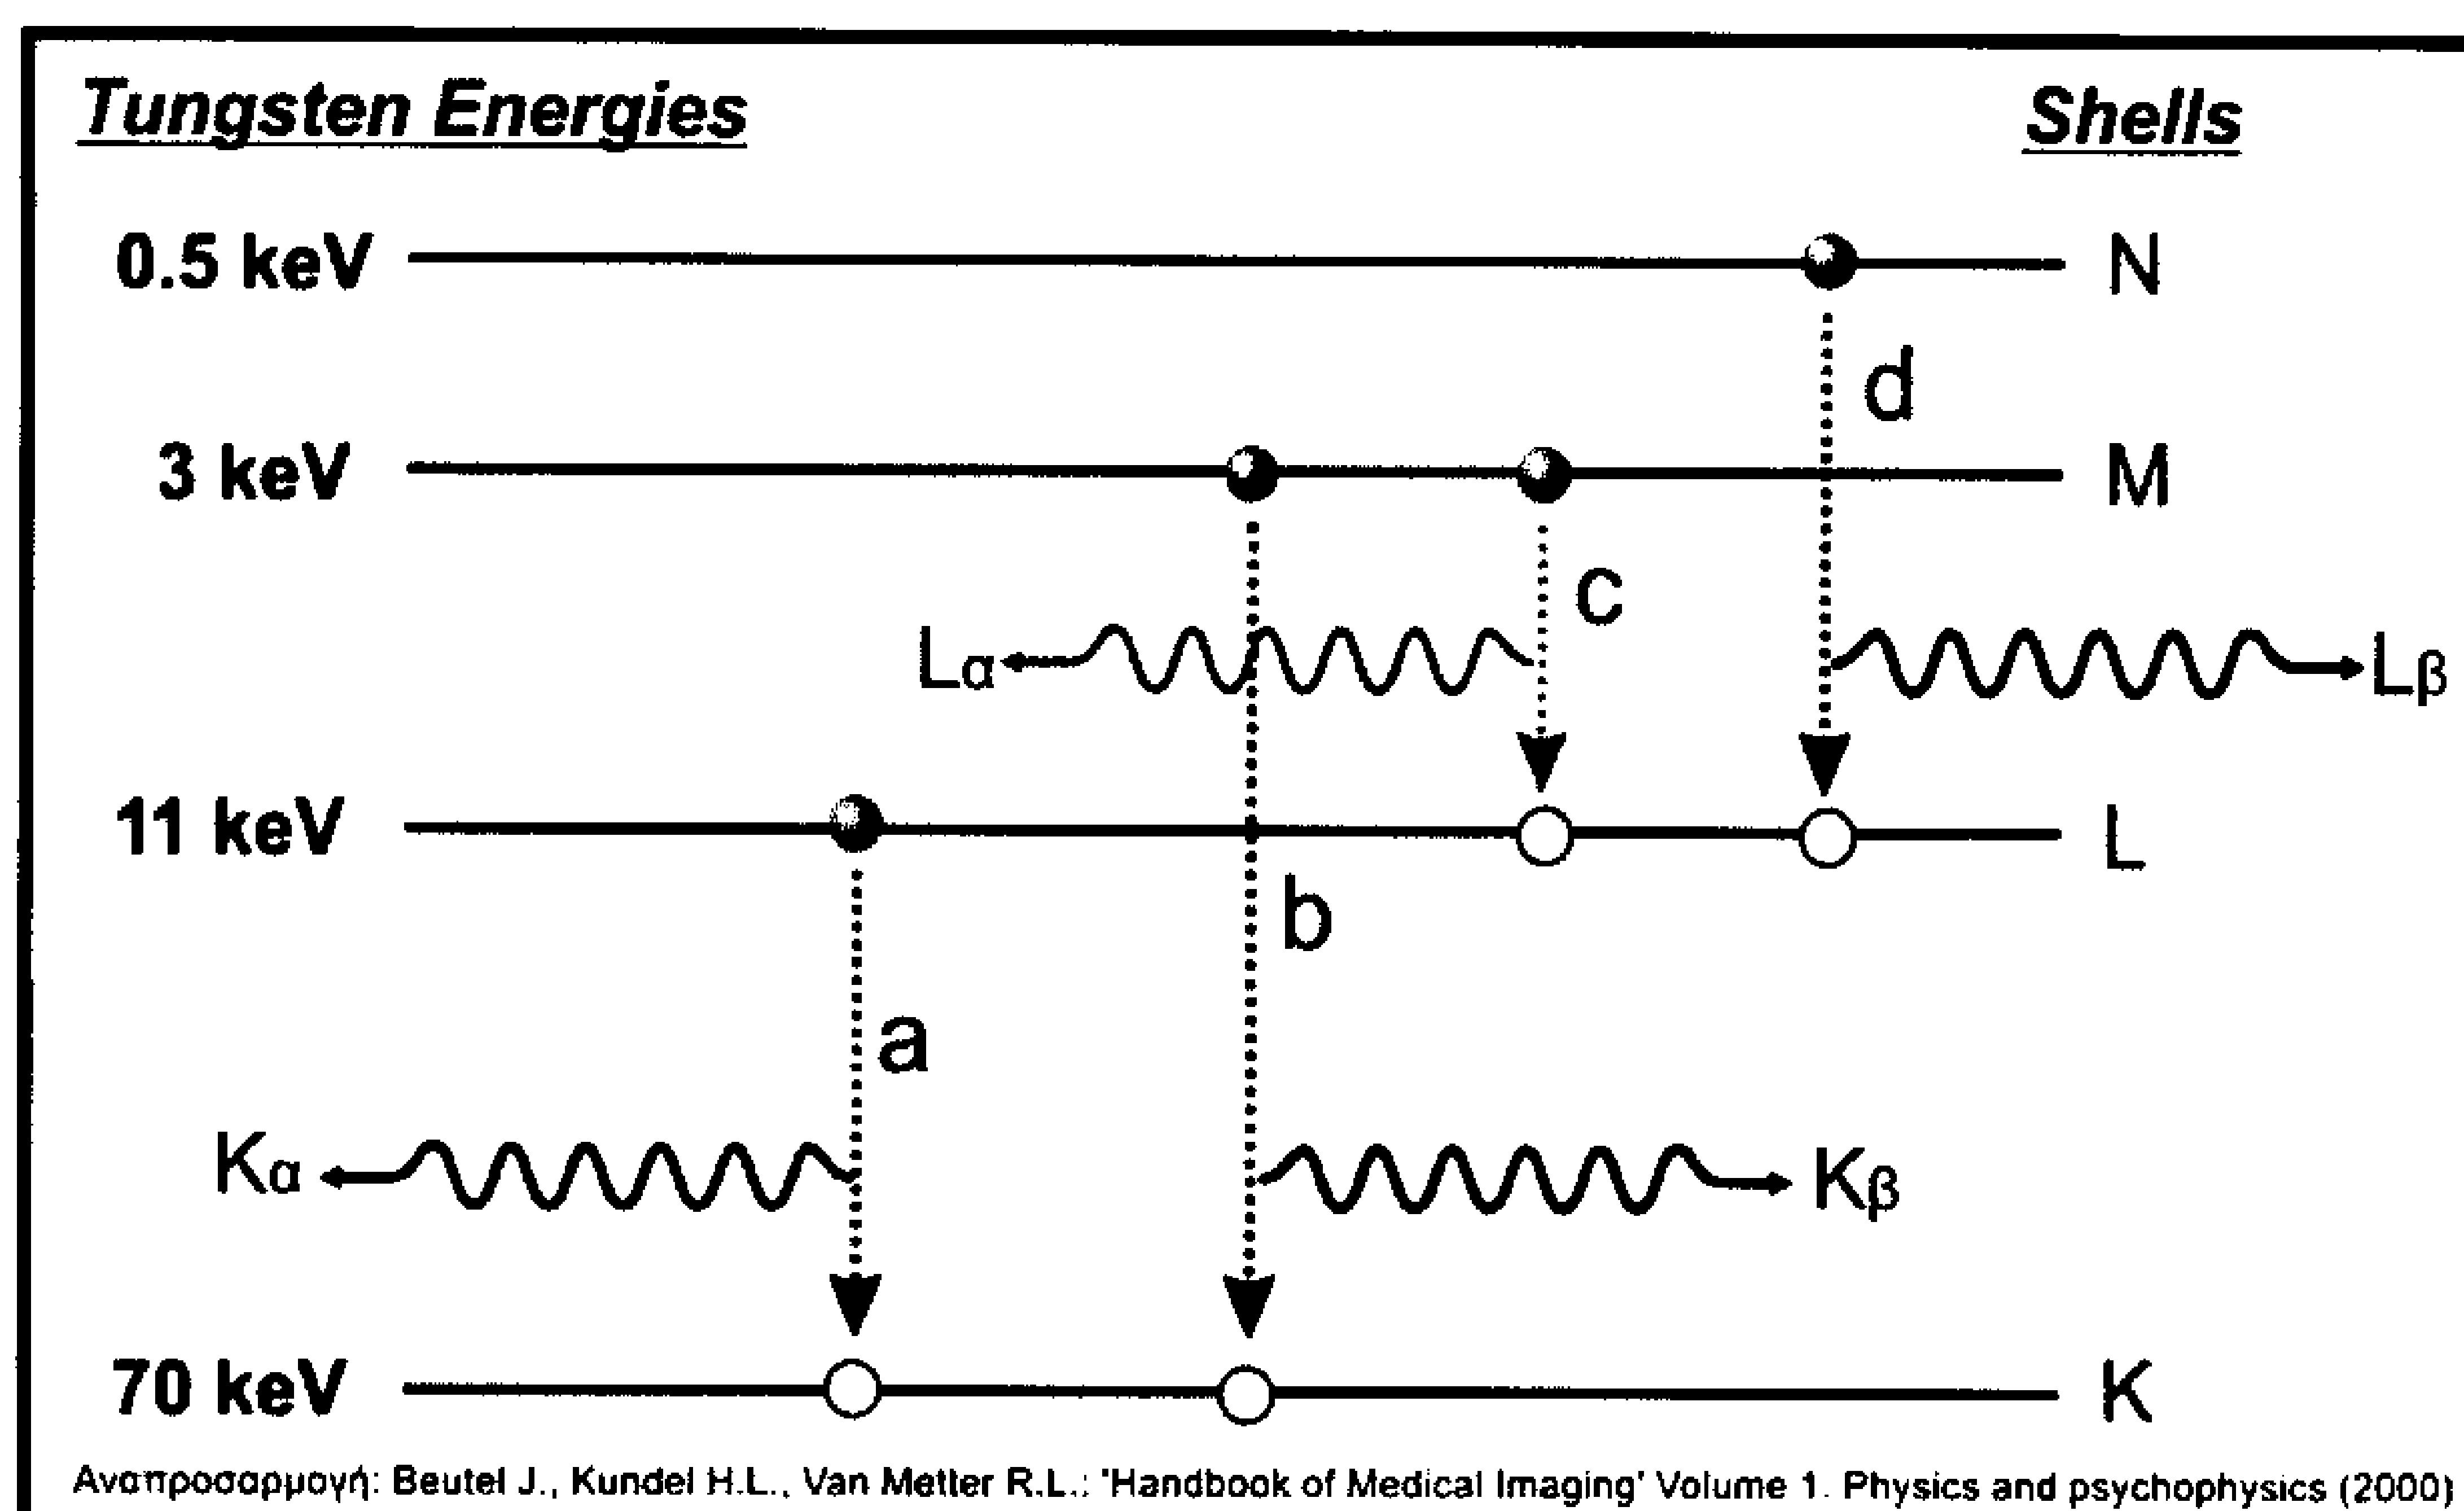 Tungsten Energies Shells
0.5 keV N
d
3 keV M
c
Lα Lβ
11 keV L
b
a
Kα Kβ
70 keV K
Αναπροσαρμογή: Beutel J., Kundel H.L., Van Metter R.L.: 'Handbook of Medical Imaging' Volume 1. Physics and psychophysics (2000)